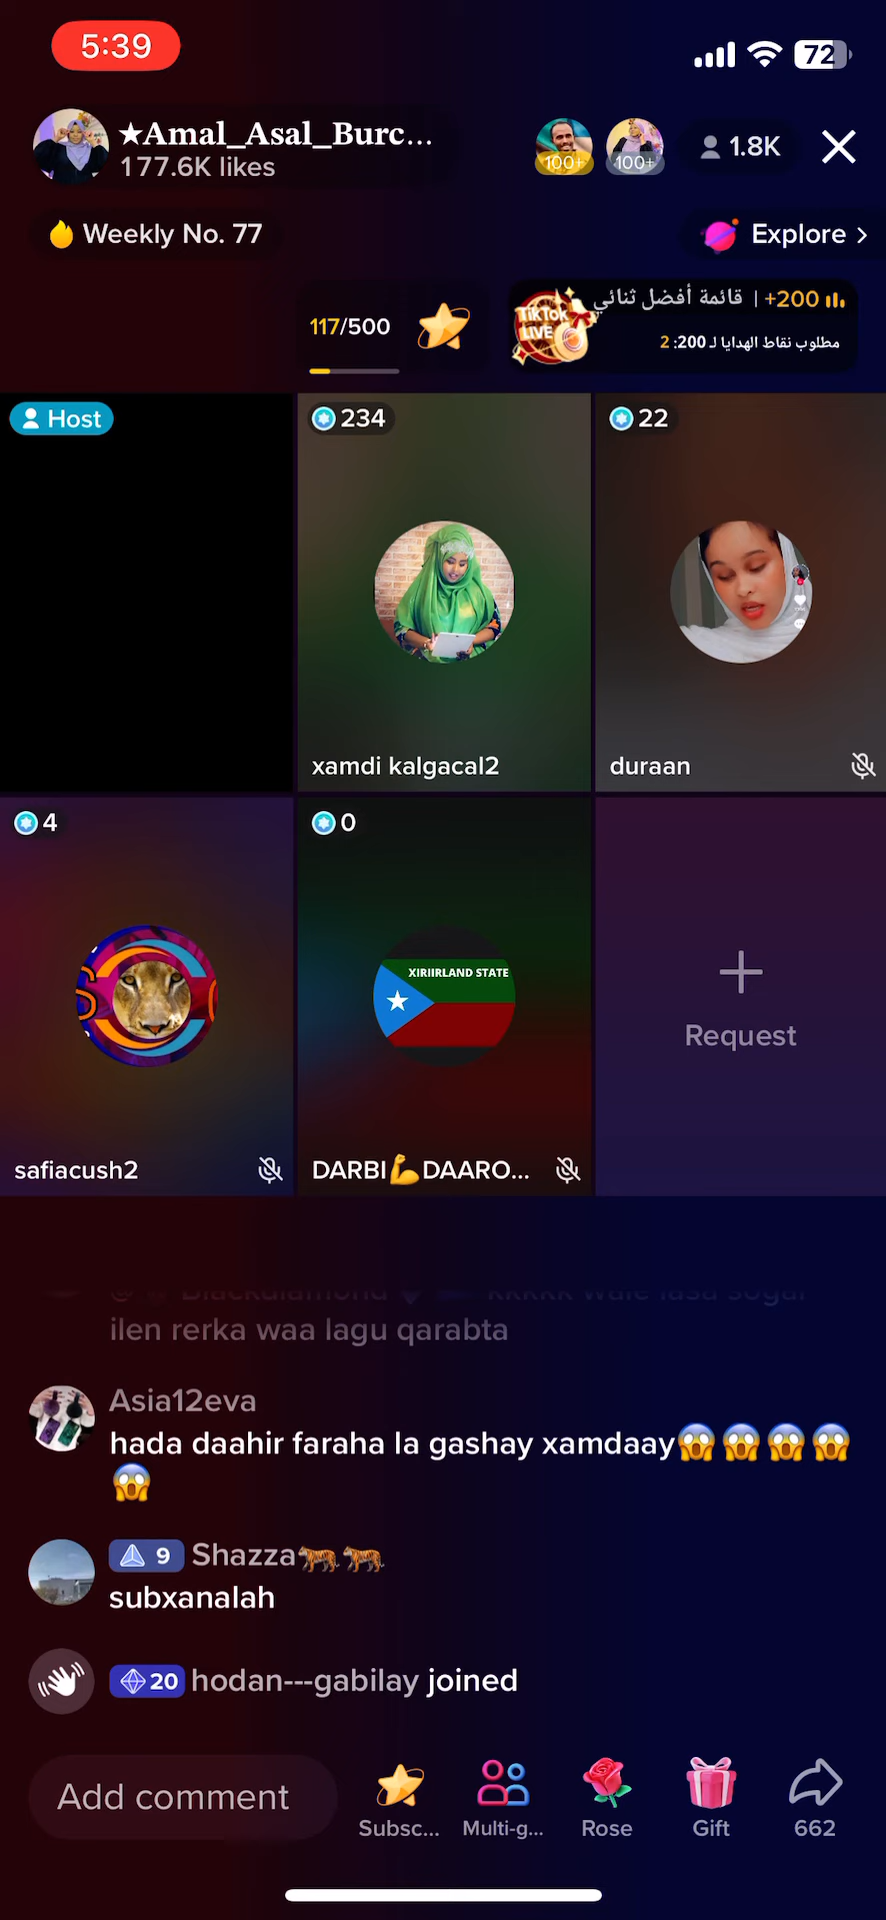 5:39
72
★Amal_Asal_Burc...
177.6K likes
100+
100+
1.8K
Weekly No. 77
Explore >
117/500
TikTok
LIVE
قائمة أفضل ثنائي | +200
مطلوب نقاط الهدايا لـ 200: 2
Host
234
22
xamdi kalgacal2
duraan
4
0
XIRIIRLAND STATE
+
Request
safiacush2
DARBI💪DAARO...
ilen rerka waa lagu qarabta
Asia12eva
hada daahir faraha la gashay xamdaay😱😱😱😱
😱
9 Shazza🐅🐅
subxanalah
20 hodan---gabilay joined
Add comment
Subsc...
Multi-g...
Rose
Gift
662